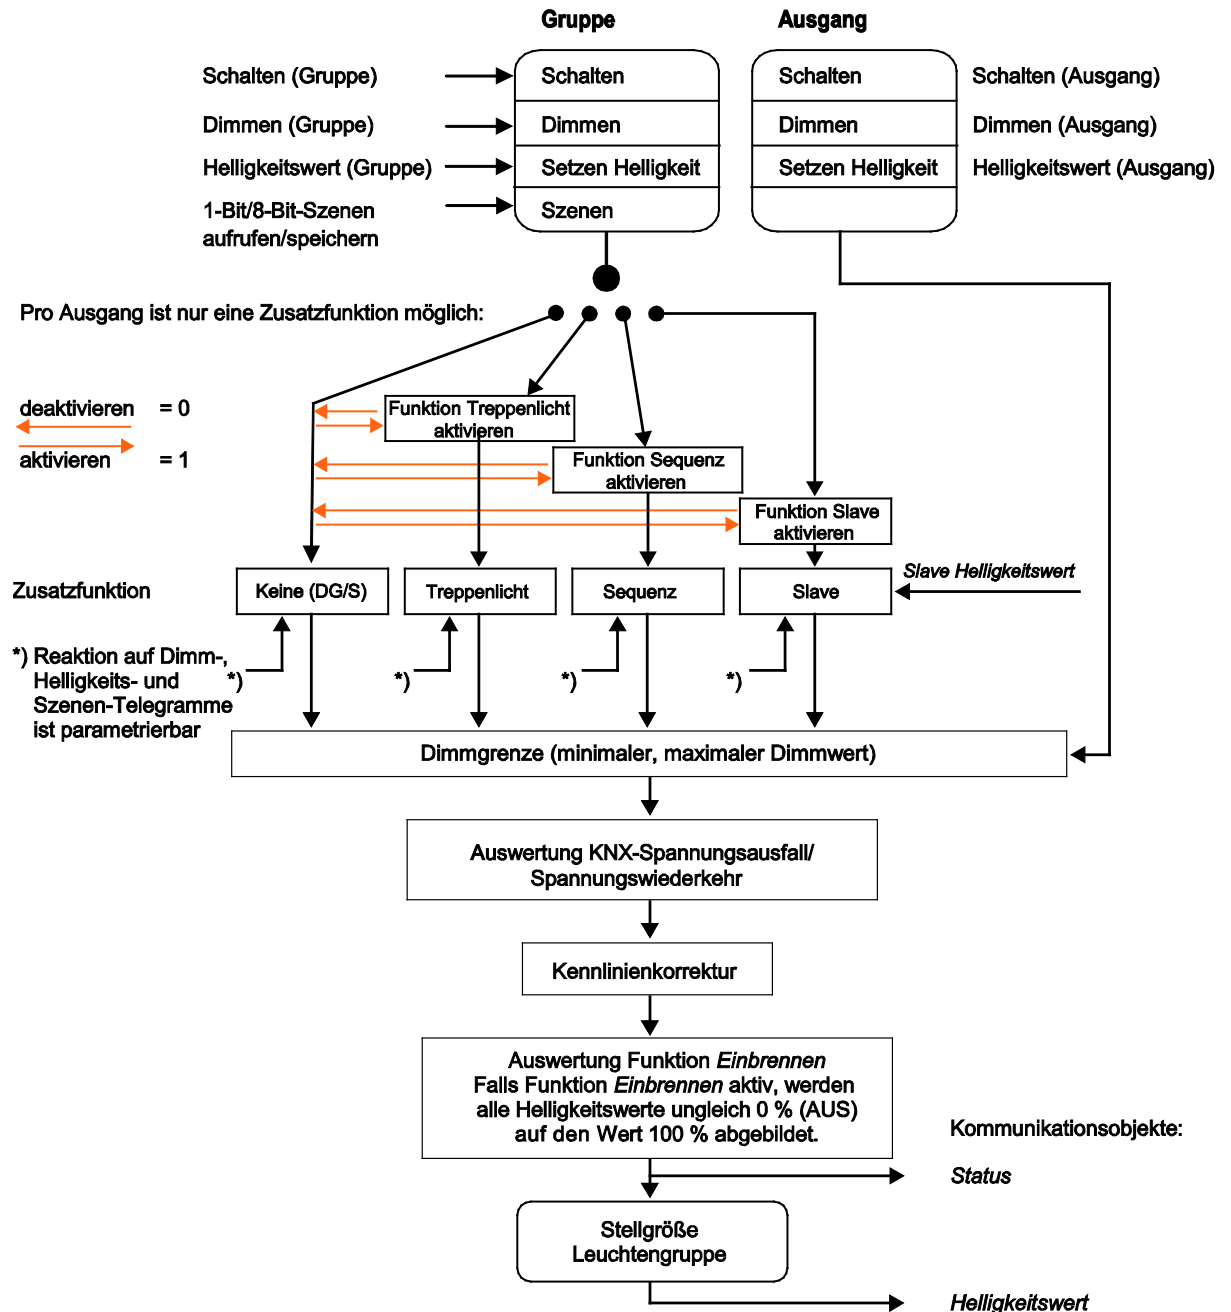 Gruppe
Ausgang
Schalten (Gruppe)
Schalten
Schalten
Schalten (Ausgang)
Dimmen (Gruppe)
Dimmen
Dimmen
Dimmen (Ausgang)
Helligkeitswert (Gruppe)
Setzen Helligkeit
Setzen Helligkeit
Helligkeitswert (Ausgang)
1-Bit/8-Bit-Szenen
aufrufen/speichern
Szenen
Pro Ausgang ist nur eine Zusatzfunktion möglich:
deaktivieren = 0
aktivieren = 1
Funktion Treppenlicht
aktivieren
Funktion Sequenz
aktivieren
Funktion Slave
aktivieren
Zusatzfunktion
Keine (DG/S)
Treppenlicht
Sequenz
Slave
Slave Helligkeitswert
*) Reaktion auf Dimm-,
Helligkeits- und
Szenen-Telegramme
ist parametrierbar
*)
*)
*)
*)
Dimmgrenze (minimaler, maximaler Dimmwert)
Auswertung KNX-Spannungsausfall/
Spannungswiederkehr
Kennlinienkorrektur
Auswertung Funktion Einbrennen
Falls Funktion Einbrennen aktiv, werden
alle Helligkeitswerte ungleich 0 % (AUS)
auf den Wert 100 % abgebildet.
Kommunikationsobjekte:
Status
Stellgröße
Leuchtengruppe
Helligkeitswert